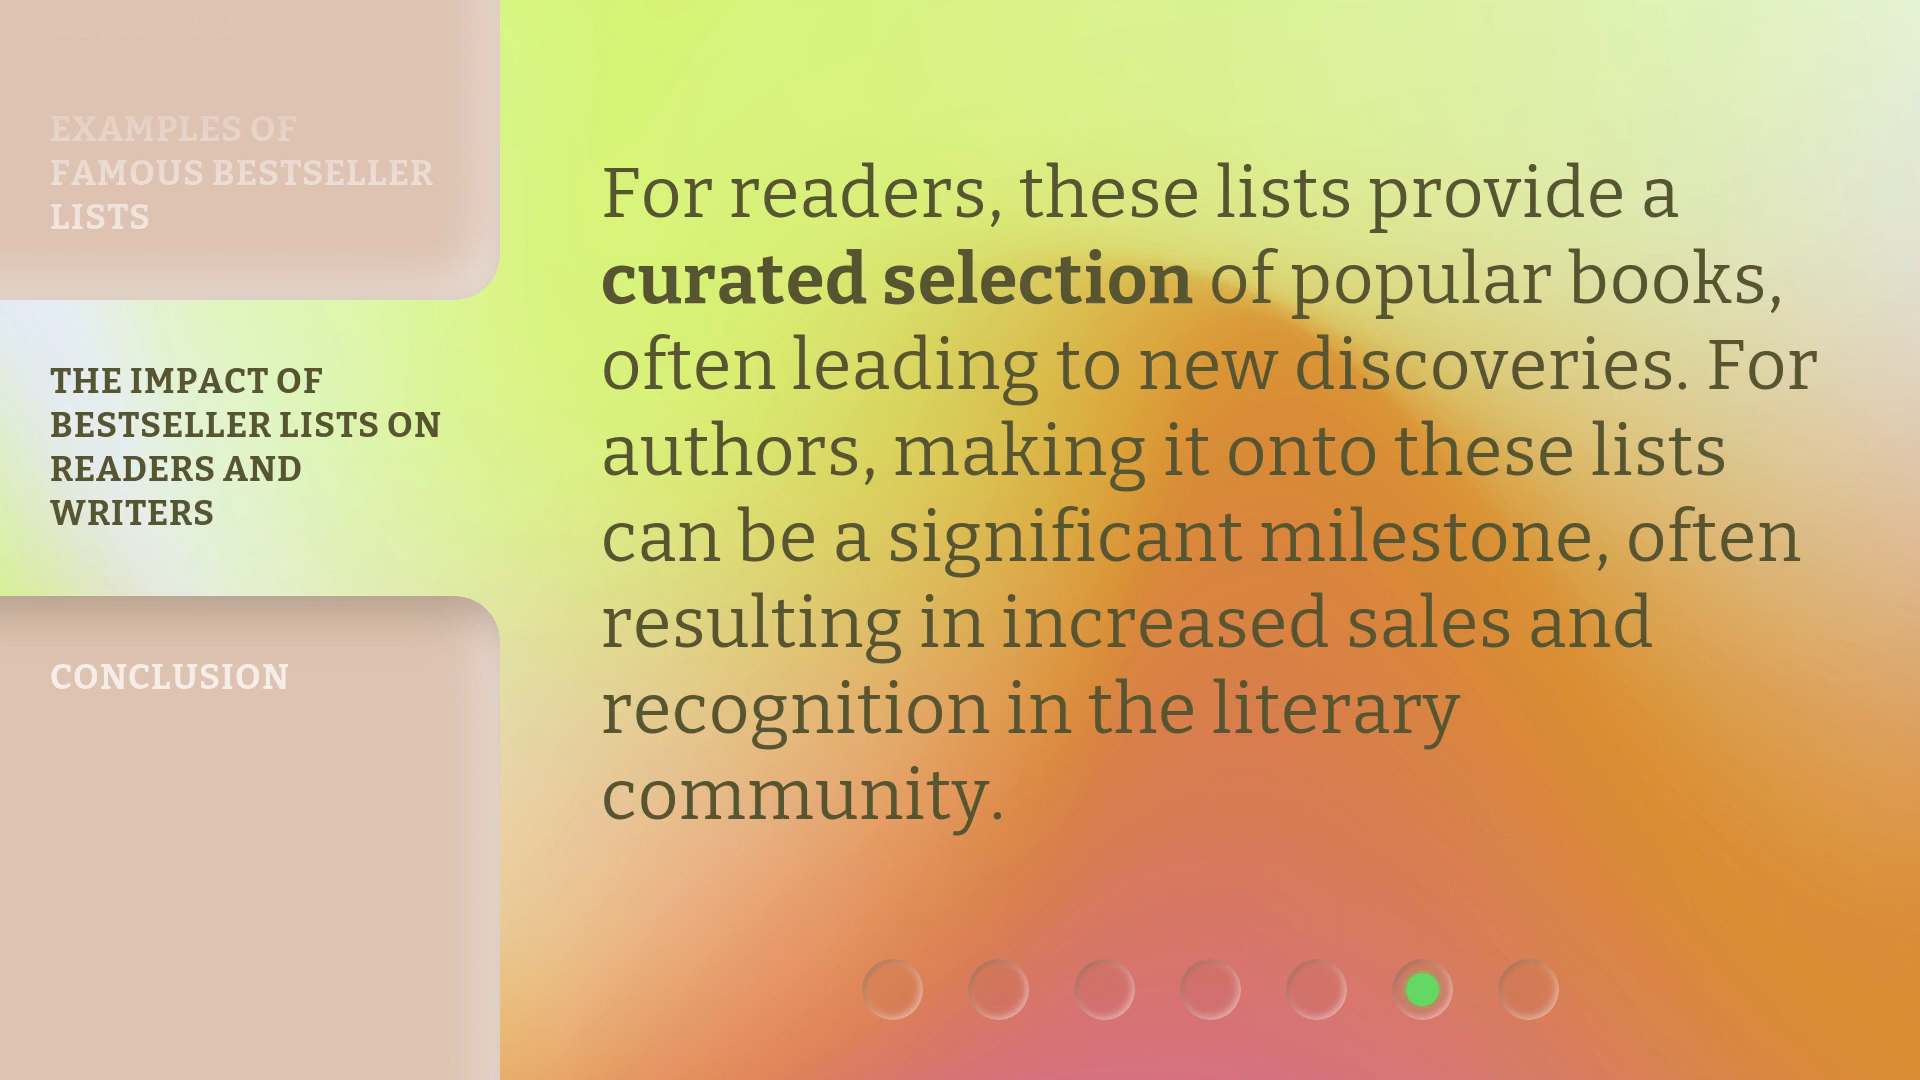 EXAMPLES OF
FAMOUS BESTSELLER
LISTS
THE IMPACT OF
BESTSELLER LISTS ON
READERS AND
WRITERS
CONCLUSION
For readers, these lists provide a
curated selection of popular books,
often leading to new discoveries. For
authors, making it onto these lists
can be a significant milestone, often
resulting in increased sales and
recognition in the literary
community.